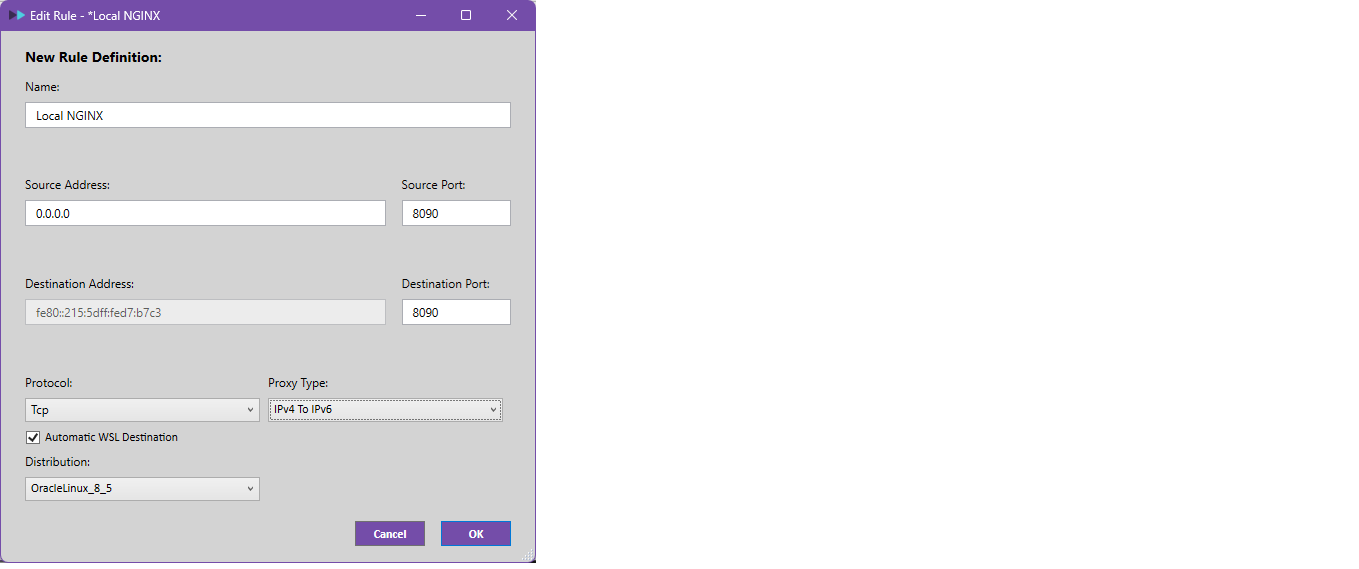 Edit Rule - *Local NGINX
New Rule Definition:
Name:
Local NGINX
Source Address: Source Port:
0.0.0.0 8090
Destination Address: Destination Port:
fe80::215:5dff:fed7:b7c3 8090
Protocol: Proxy Type:
Tcp IPv4 To IPv6
Automatic WSL Destination
Distribution:
OracleLinux_8_5
Cancel OK